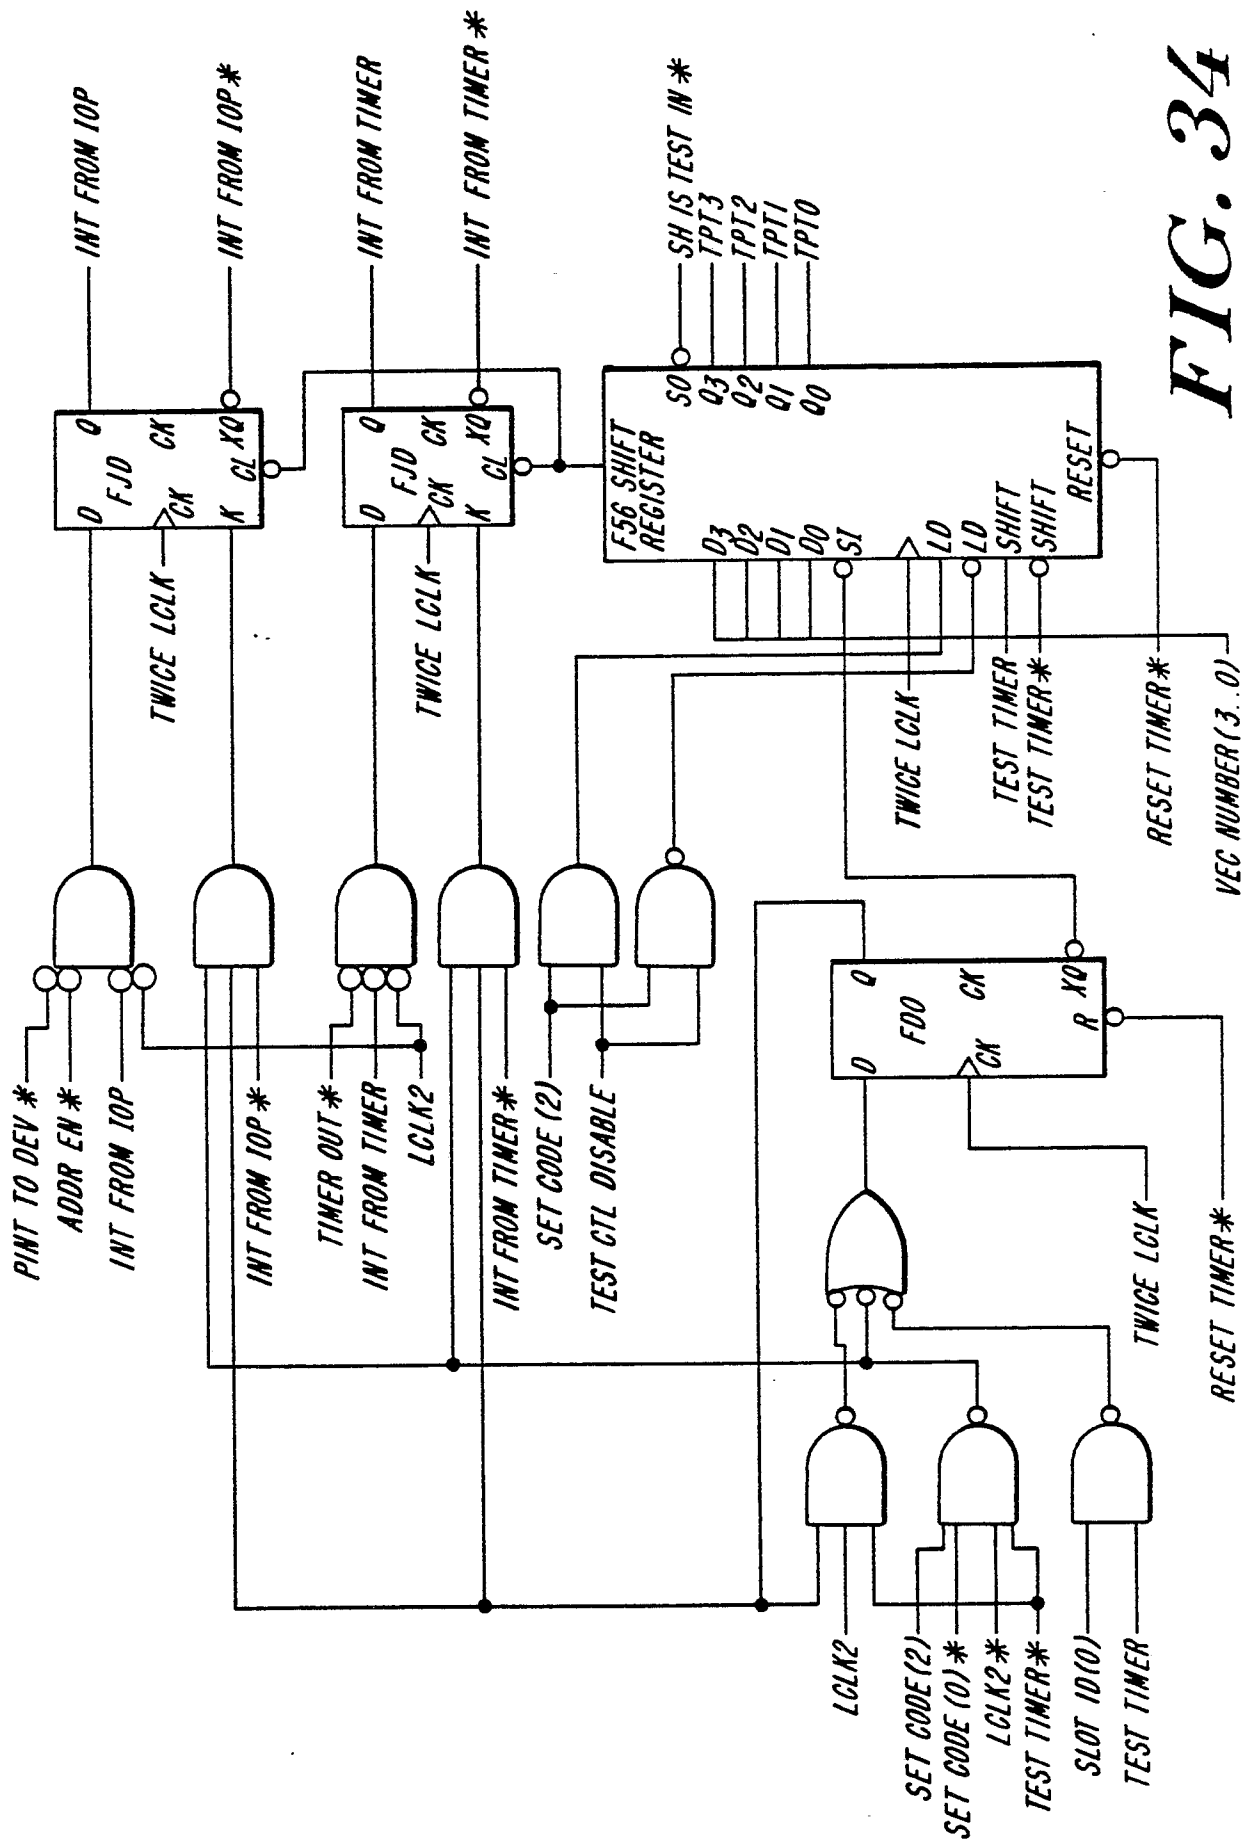 PINT TO DEV*
ADDR EN*
INT FROM IOP
INT FROM IOP*
TIMER OUT*
INT FROM TIMER
LCLK2
INT FROM TIMER*
SET CODE (2)
TEST CTL DISABLE
D Q
FJD
CK CK
K XQ
CL
TWICE LCLK
INT FROM IOP
INT FROM IOP*
D Q
FJD
CK CK
K XQ
CL
TWICE LCLK
INT FROM TIMER
INT FROM TIMER*
F56 SHIFT
REGISTER
D3
D2
D1
D0
SI
LD
LD
SHIFT
SHIFT
RESET
SO
Q3
Q2
Q1
Q0
SH IS TEST IN*
TPT3
TPT2
TPT1
TPT0
TWICE LCLK
TEST TIMER
TEST TIMER*
RESET TIMER*
VEC NUMBER(3..0)
LCLK2
SET CODE(2)
SET CODE(0)*
LCLK2*
TEST TIMER*
SLOT ID(0)
TEST TIMER
D Q
FDO
CK CK
XQ
R
TWICE LCLK
RESET TIMER*
FIG. 34